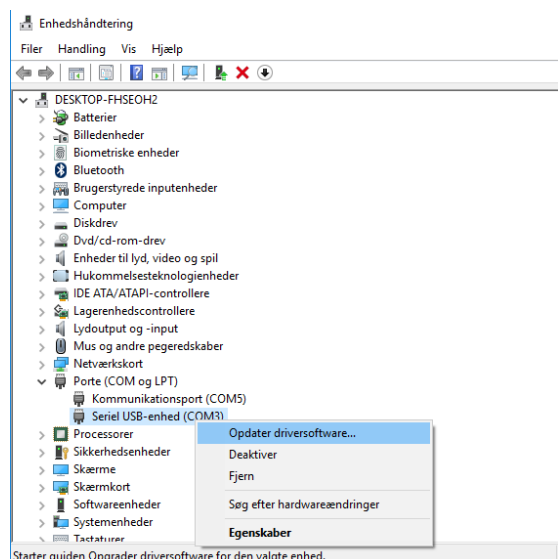 Enhedshåndtering
Filer Handling Vis Hjælp
DESKTOP-FHSEOH2
Batterier
Billedenheder
Biometriske enheder
Bluetooth
Brugerstyrede inputenheder
Computer
Diskdrev
Dvd/cd-rom-drev
Enheder til lyd, video og spil
Hukommelsesteknologienheder
IDE ATA/ATAPI-controllere
Lagerenhedscontrollere
Lydoutput og -input
Mus og andre pegeredskaber
Netværkskort
Porte (COM og LPT)
Kommunikationsport (COM5)
Seriel USB-enhed (COM3)
Processorer
Opdater driversoftware...
Sikkerhedsenheder
Deaktiver
Skærme
Fjern
Skærmkort
Softwareenheder
Søg efter hardwareændringer
Systemenheder
Egenskaber
Tastaturer
Starter guiden Opgrader driversoftware for den valgte enhed.